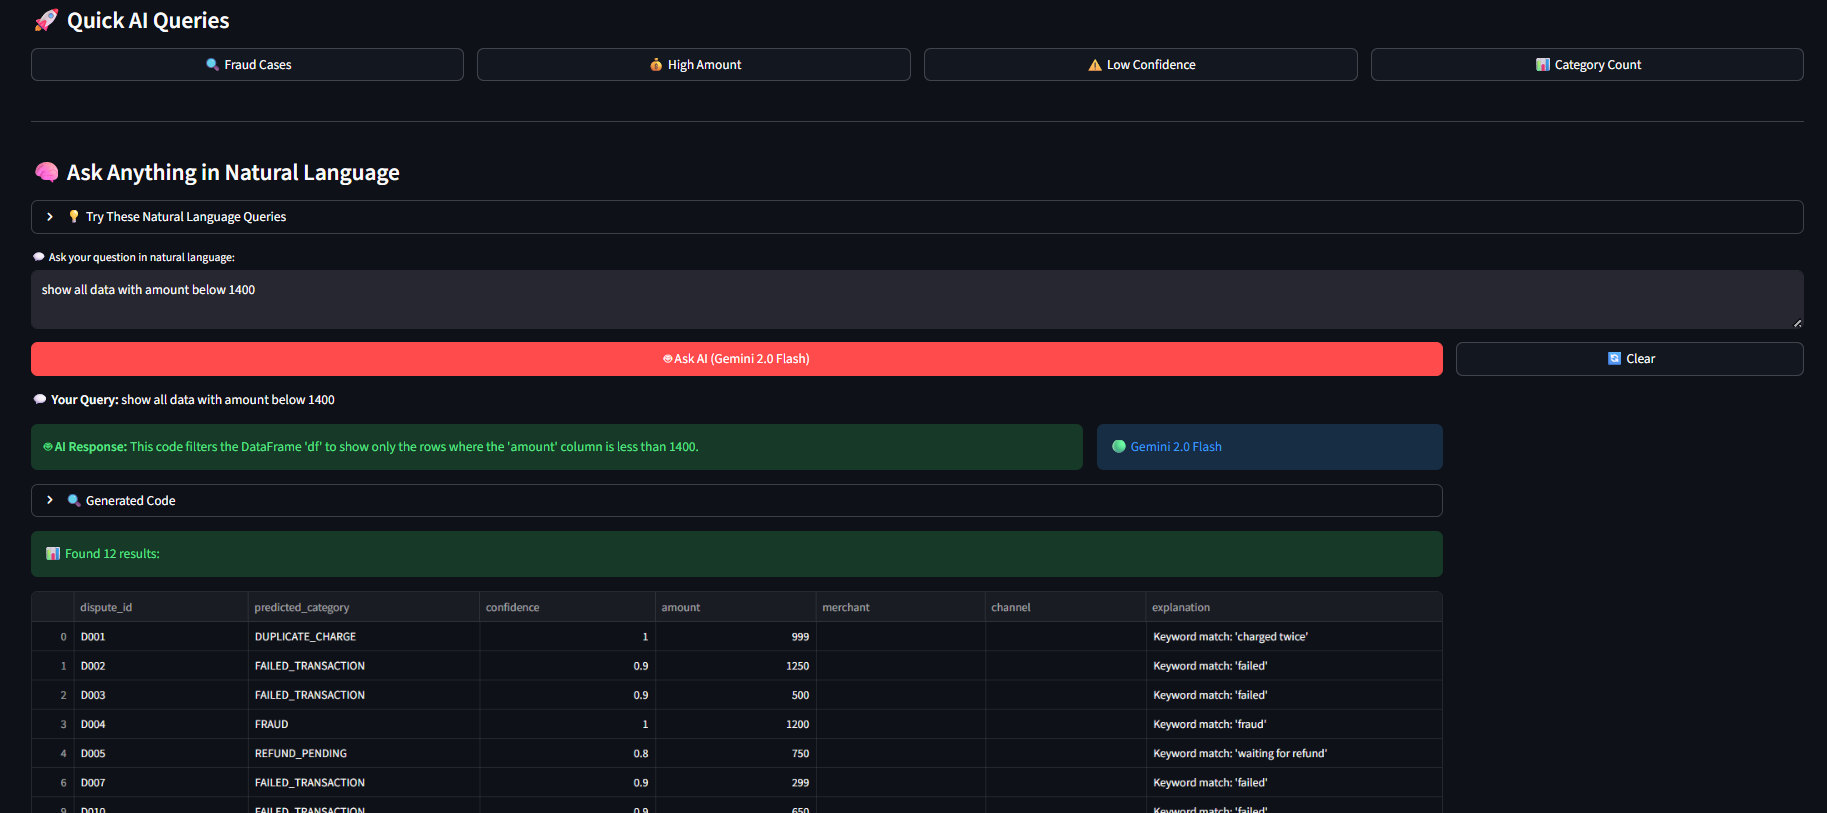 🚀 Quick AI Queries
🔍 Fraud Cases
💰 High Amount
⚠️ Low Confidence
📊 Category Count
🧠 Ask Anything in Natural Language
💡 Try These Natural Language Queries
💬 Ask your question in natural language:
show all data with amount below 1400
Ask AI (Gemini 2.0 Flash)
🔄 Clear
💬 Your Query: show all data with amount below 1400
AI Response: This code filters the DataFrame 'df' to show only the rows where the 'amount' column is less than 1400.
🟢 Gemini 2.0 Flash
🔍 Generated Code
📊 Found 12 results:
dispute_id predicted_category confidence amount merchant channel explanation
0 D001 DUPLICATE_CHARGE 1 999 Keyword match: 'charged twice'
1 D002 FAILED_TRANSACTION 0.9 1250 Keyword match: 'failed'
2 D003 FAILED_TRANSACTION 0.9 500 Keyword match: 'failed'
3 D004 FRAUD 1 1200 Keyword match: 'fraud'
4 D005 REFUND_PENDING 0.8 750 Keyword match: 'waiting for refund'
6 D007 FAILED_TRANSACTION 0.9 299 Keyword match: 'failed'
9 D010 FAILED_TRANSACTION 0.9 650 Keyword match: 'failed'